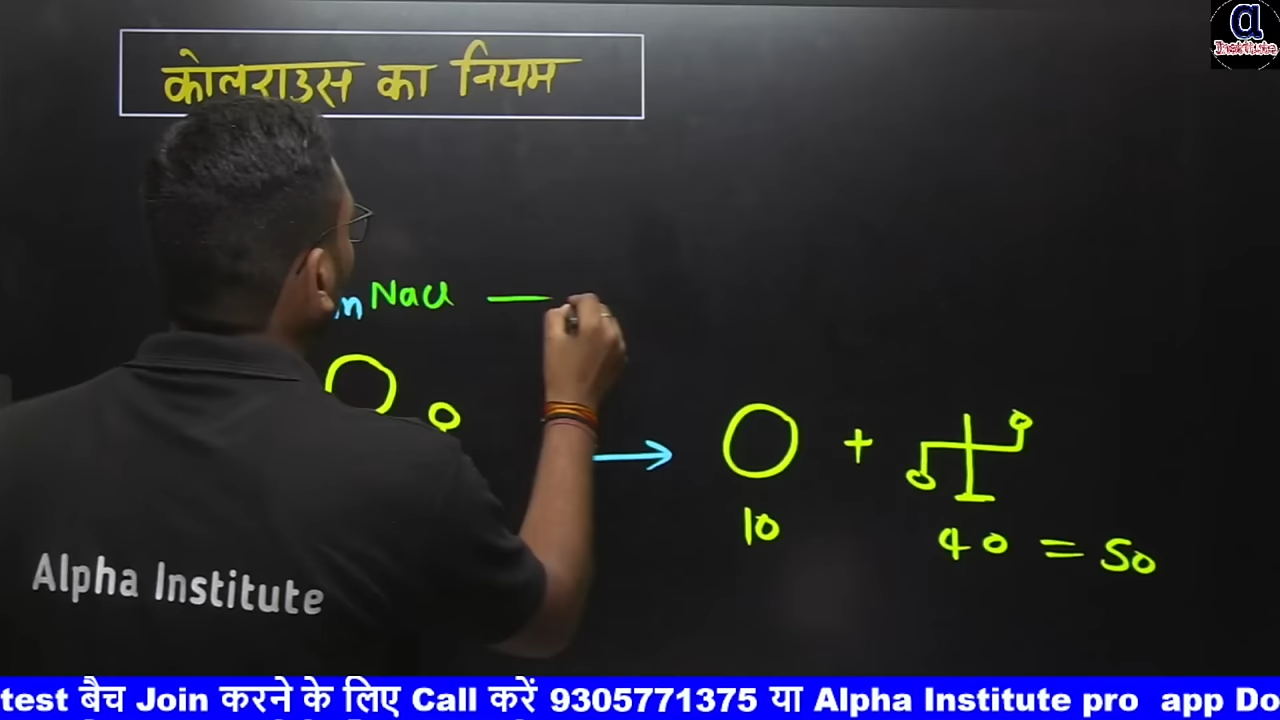 α
Institute
कोलराउस का नियम
m NaCl —
+
10
40 = 50
Alpha Institute
test बैच Join करने के लिए Call करें 9305771375 या Alpha Institute pro app Do